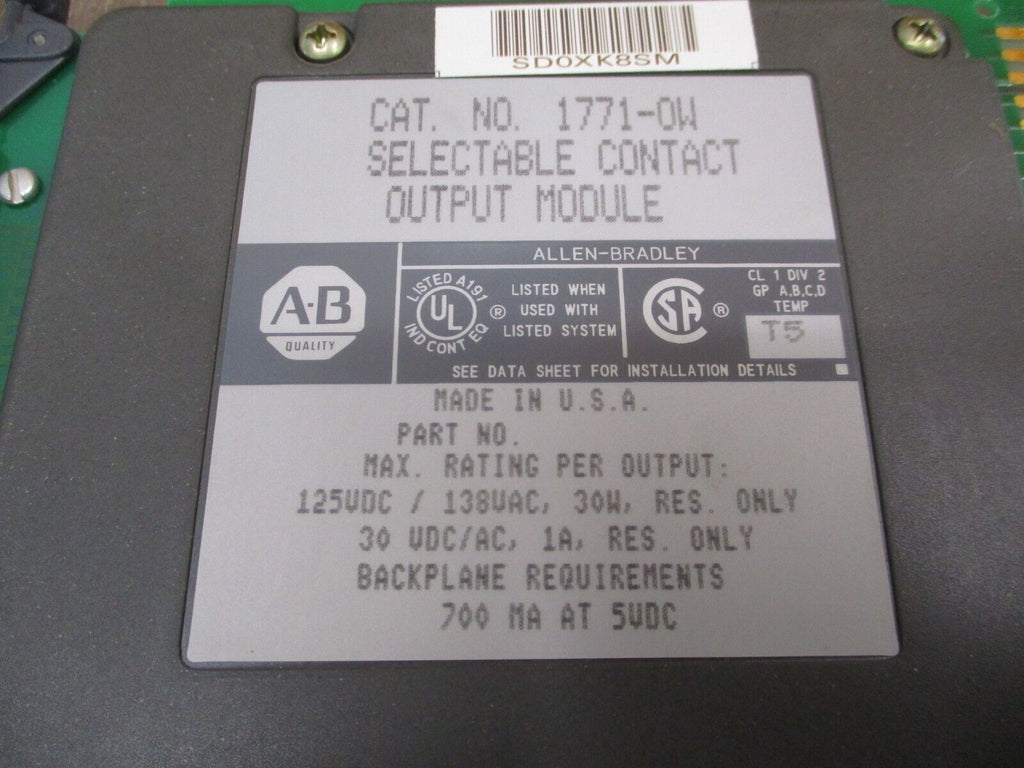 SD0XK8SM
CAT. NO. 1771-OW
SELECTABLE CONTACT
OUTPUT MODULE
ALLEN-BRADLEY
A-B
QUALITY
LISTED A191
UL
IND CONT EQ
®
LISTED WHEN
USED WITH
LISTED SYSTEM
SA
®
CL 1 DIV 2
GP A,B,C,D
TEMP
T5
SEE DATA SHEET FOR INSTALLATION DETAILS
MADE IN U.S.A.
PART NO.
MAX. RATING PER OUTPUT:
125VDC / 138VAC, 30W, RES. ONLY
30 VDC/AC, 1A, RES. ONLY
BACKPLANE REQUIREMENTS
700 MA AT 5VDC